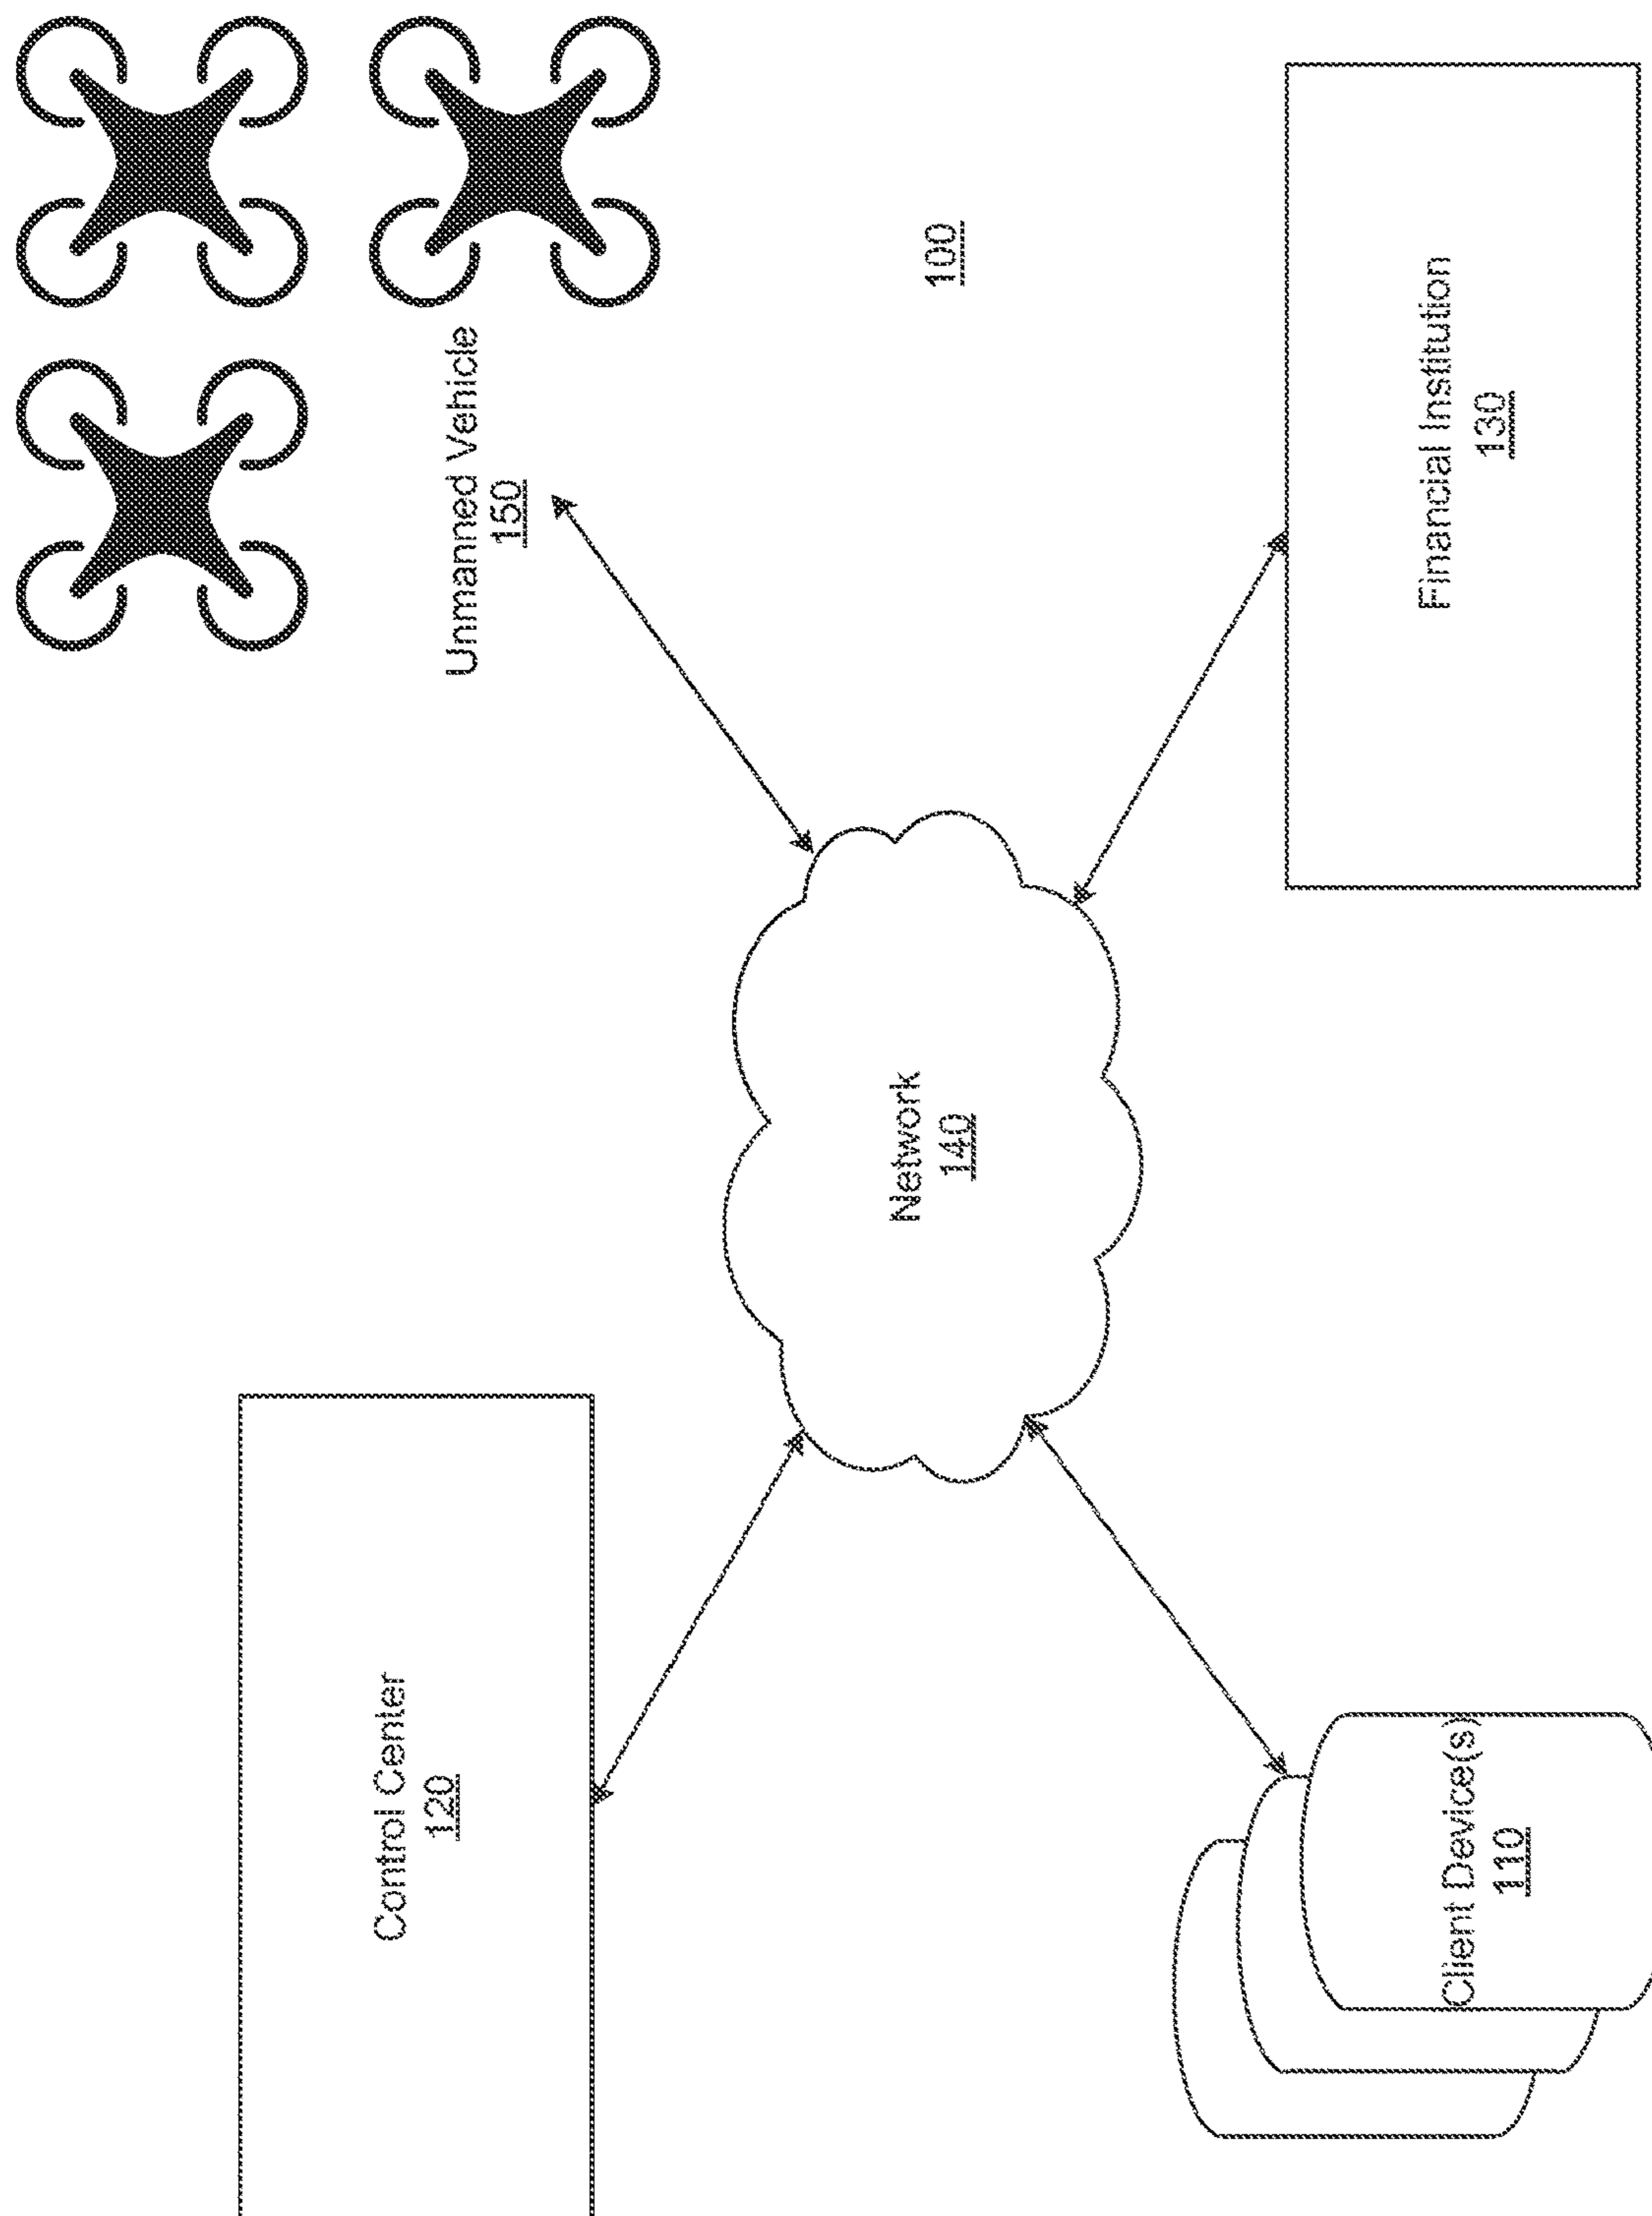 Control Center
120
Unmanned Vehicle
150
Network
140
100
Client Device(s)
110
Financial Institution
130